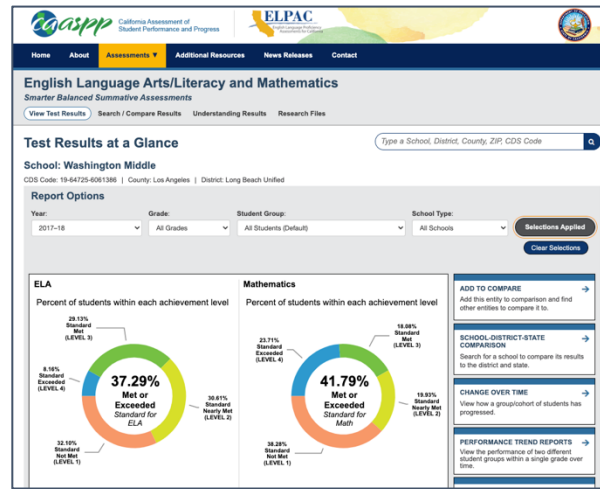 caaspp
California Assessment of
Student Performance and Progress
ELPAC
English Language Proficiency
Assessments for California
Home About Assessments ▼ Additional Resources News Releases Contact
English Language Arts/Literacy and Mathematics
Smarter Balanced Summative Assessments
View Test Results Search / Compare Results Understanding Results Research Files
Test Results at a Glance
Type a School, District, County, ZIP, CDS Code
School: Washington Middle
CDS Code: 19-64725-6061386 | County: Los Angeles | District: Long Beach Unified
Report Options
Year: Grade: Student Group: School Type:
2017–18 All Grades All Students (Default) All Schools Selections Applied
Clear Selections
ELA
Percent of students within each achievement level
29.13%
Standard
Met
(LEVEL 3)
8.16%
Standard
Exceeded
(LEVEL 4)
37.29%
Met or
Exceeded
Standard for
ELA
30.61%
Standard
Nearly Met
(LEVEL 2)
32.10%
Standard
Not Met
(LEVEL 1)
Mathematics
Percent of students within each achievement level
23.71%
Standard
Exceeded
(LEVEL 4)
18.08%
Standard
Met
(LEVEL 3)
41.79%
Met or
Exceeded
Standard for
Math
19.93%
Standard
Nearly Met
(LEVEL 2)
38.28%
Standard
Not Met
(LEVEL 1)
ADD TO COMPARE →
Add this entity to comparison and find
other entities to compare it to.
SCHOOL-DISTRICT-STATE →
COMPARISON
Search for a school to compare its results
to the district and state.
CHANGE OVER TIME →
View how a group/cohort of students has
progressed.
PERFORMANCE TREND REPORTS →
View the performance of two different
student groups within a single grade over
time.